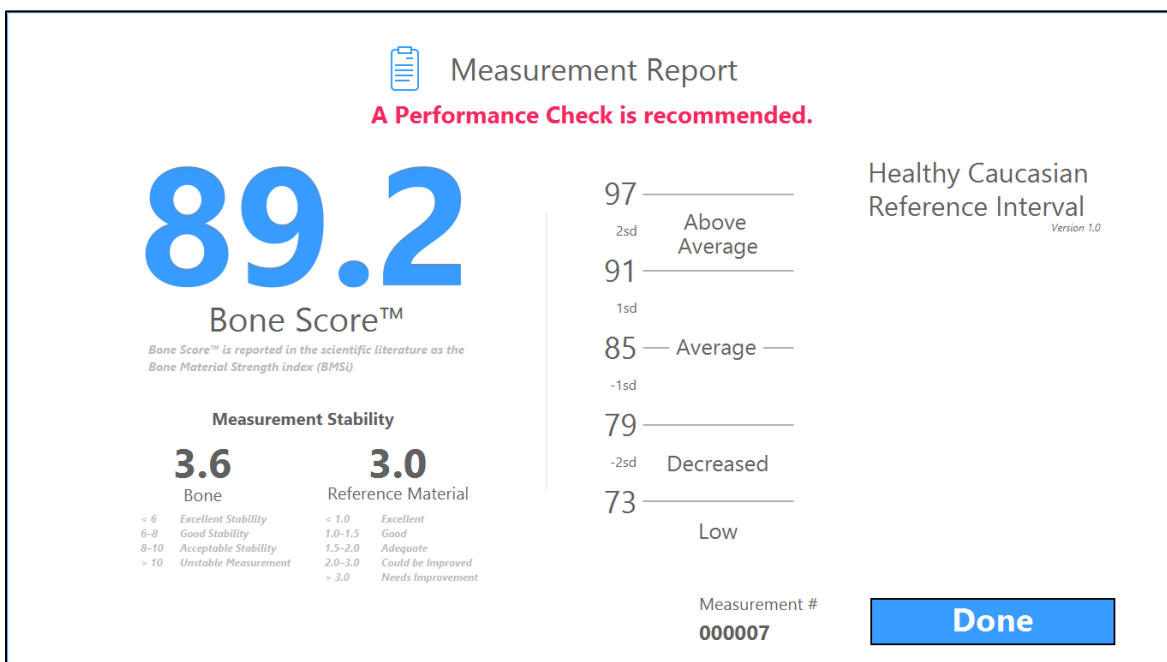 Measurement Report
A Performance Check is recommended.
89.2
Bone Score™
Bone Score™ is reported in the scientific literature as the
Bone Material Strength index (BMSi)
Measurement Stability
3.6
Bone
< 6 Excellent Stability
6–8 Good Stability
8–10 Acceptable Stability
> 10 Unstable Measurement
3.0
Reference Material
< 1.0 Excellent
1.0–1.5 Good
1.5–2.0 Adequate
2.0–3.0 Could be Improved
> 3.0 Needs Improvement
97
2sd
Above
Average
91
1sd
85 Average
-1sd
79
-2sd Decreased
73
Low
Healthy Caucasian
Reference Interval
Version 1.0
Measurement #
000007
Done